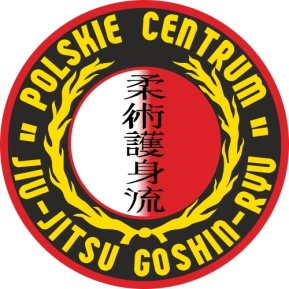 "POLSKIE CENTRUM"
柔術護身流
JIU-JITSU GOSHIN-RYU